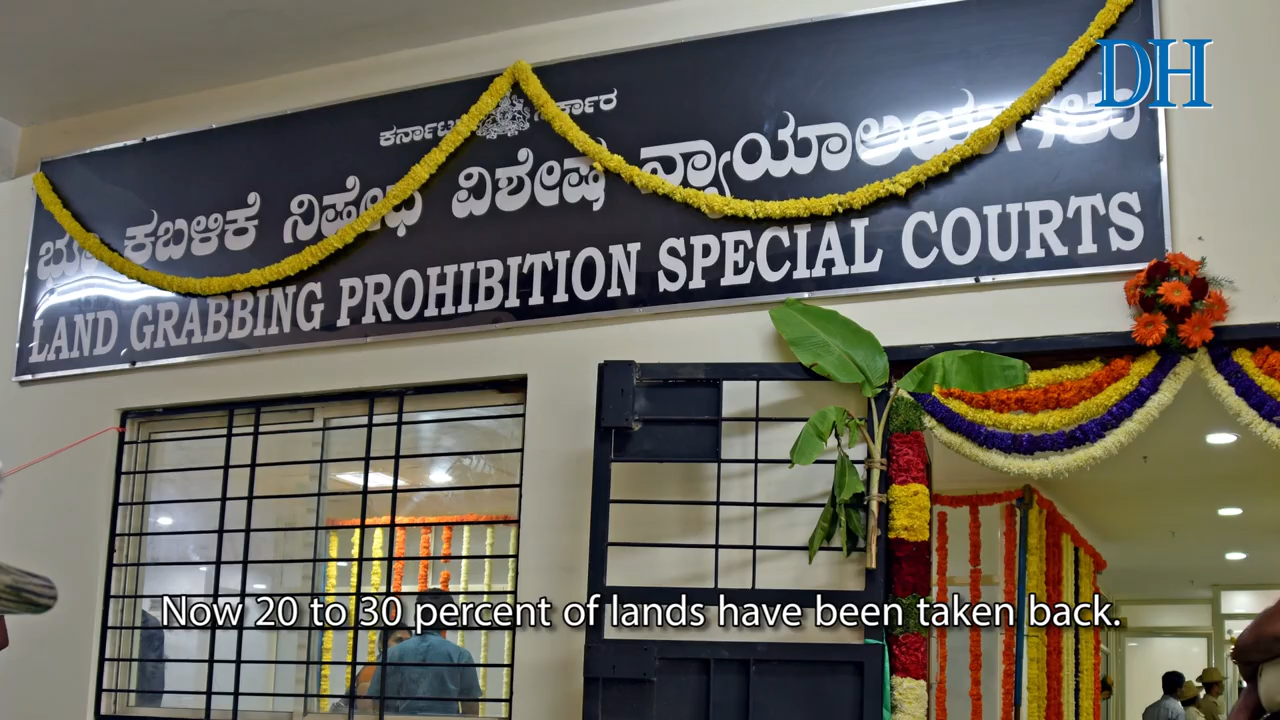 DH
ಕರ್ನಾಟಕ ಸರ್ಕಾರ
ಕಬಳಿಕೆ ನಿಷೇಧ ವಿಶೇಷ ನ್ಯಾಯಾಲಯಗಳು
LAND GRABBING PROHIBITION SPECIAL COURTS
Now 20 to 30 percent of lands have been taken back.